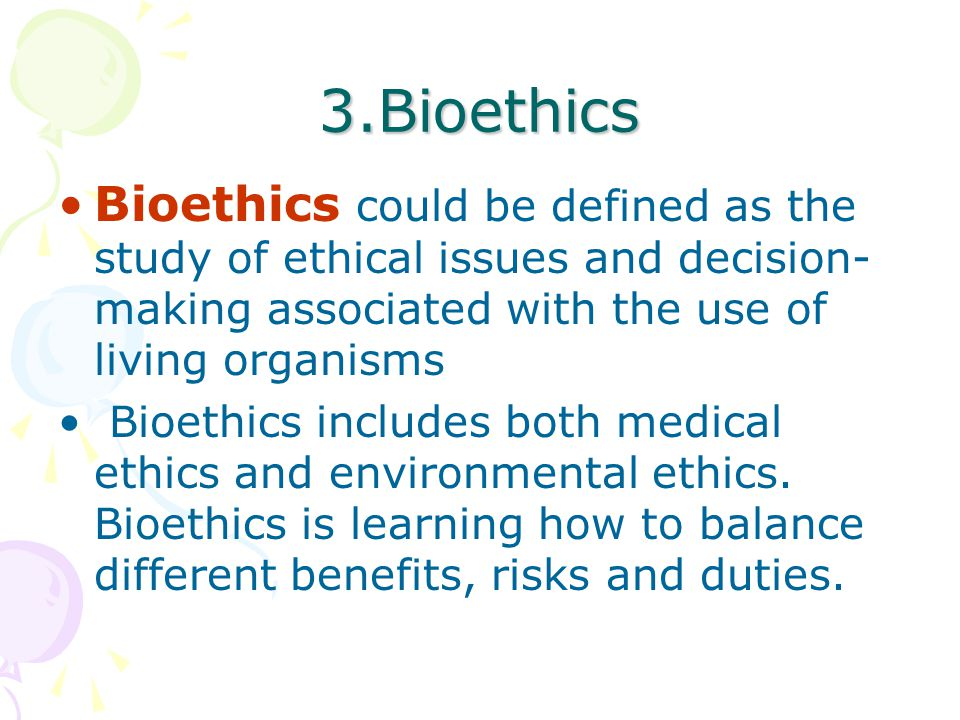 3.Bioethics
•Bioethics could be defined as the
study of ethical issues and decision-
making associated with the use of
living organisms
• Bioethics includes both medical
ethics and environmental ethics.
Bioethics is learning how to balance
different benefits, risks and duties.